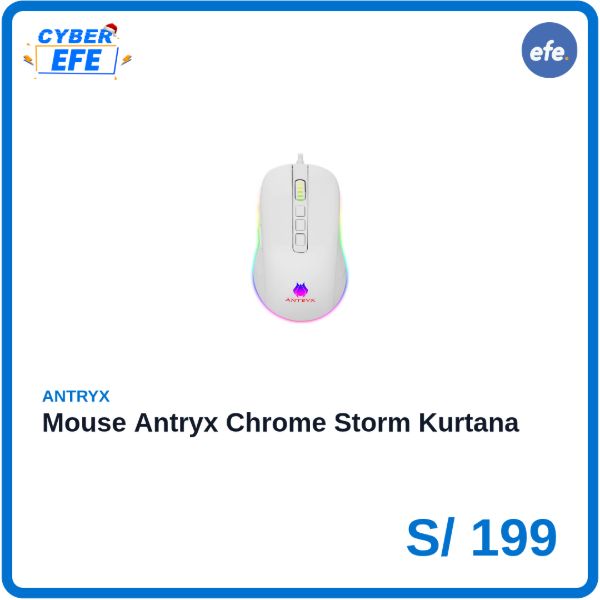 CYBER
EFE
efe.
ANTRYX
ANTRYX
Mouse Antryx Chrome Storm Kurtana
S/ 199